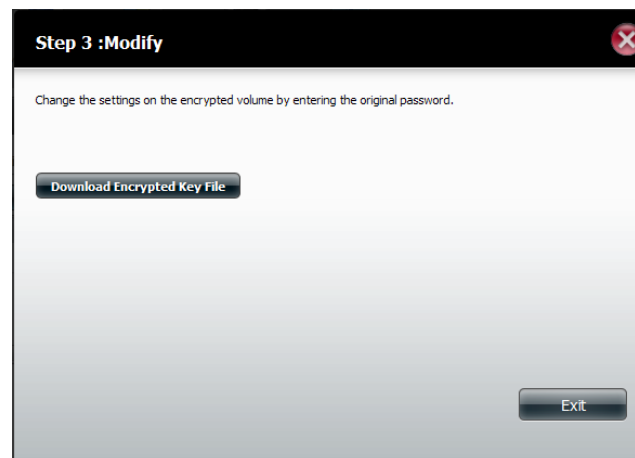 Step 3 :Modify
Change the settings on the encrypted volume by entering the original password.
Download Encrypted Key File
Exit